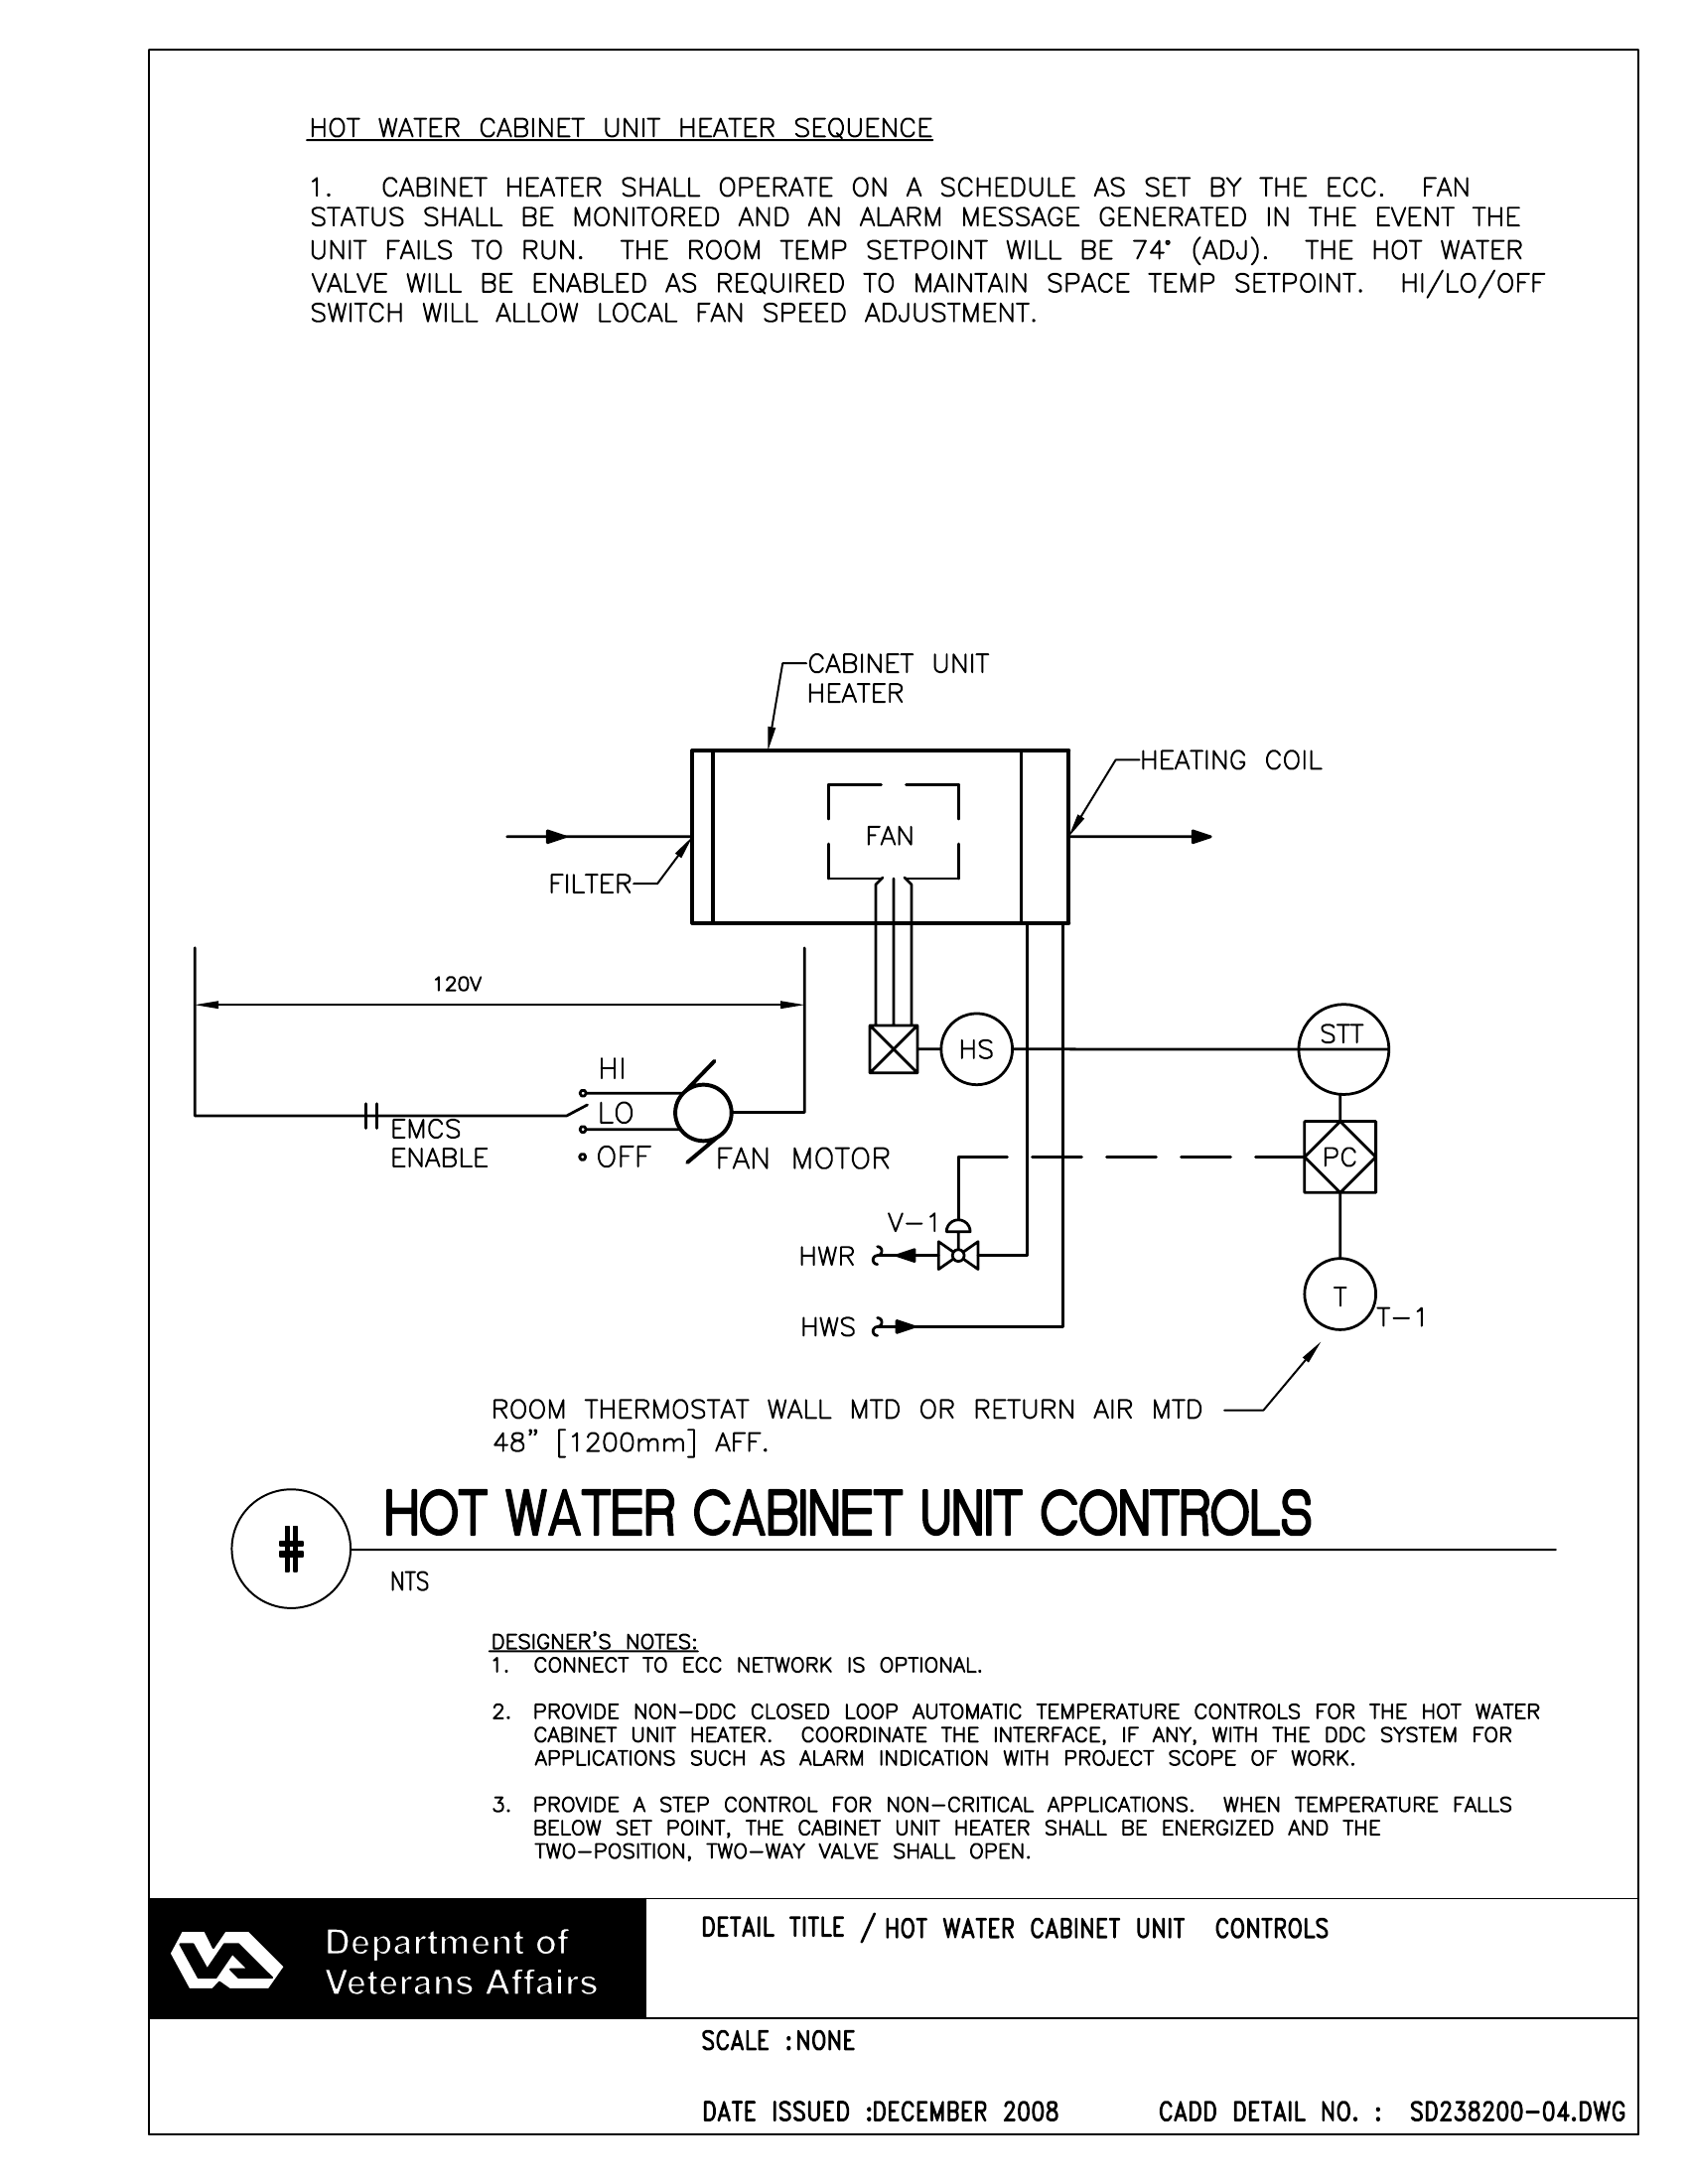 HOT WATER CABINET UNIT HEATER SEQUENCE
1. CABINET HEATER SHALL OPERATE ON A SCHEDULE AS SET BY THE ECC. FAN
STATUS SHALL BE MONITORED AND AN ALARM MESSAGE GENERATED IN THE EVENT THE
UNIT FAILS TO RUN. THE ROOM TEMP SETPOINT WILL BE 74° (ADJ). THE HOT WATER
VALVE WILL BE ENABLED AS REQUIRED TO MAINTAIN SPACE TEMP SETPOINT. HI/LO/OFF
SWITCH WILL ALLOW LOCAL FAN SPEED ADJUSTMENT.
CABINET UNIT
HEATER
HEATING COIL
FAN
FILTER
120V
STT
HS
HI
LO
EMCS
ENABLE
OFF
FAN MOTOR
PC
V-1
HWR
T
T-1
HWS
ROOM THERMOSTAT WALL MTD OR RETURN AIR MTD
48" [1200mm] AFF.
#
HOT WATER CABINET UNIT CONTROLS
NTS
DESIGNER'S NOTES:
1. CONNECT TO ECC NETWORK IS OPTIONAL.
2. PROVIDE NON-DDC CLOSED LOOP AUTOMATIC TEMPERATURE CONTROLS FOR THE HOT WATER
CABINET UNIT HEATER. COORDINATE THE INTERFACE, IF ANY, WITH THE DDC SYSTEM FOR
APPLICATIONS SUCH AS ALARM INDICATION WITH PROJECT SCOPE OF WORK.
3. PROVIDE A STEP CONTROL FOR NON-CRITICAL APPLICATIONS. WHEN TEMPERATURE FALLS
BELOW SET POINT, THE CABINET UNIT HEATER SHALL BE ENERGIZED AND THE
TWO-POSITION, TWO-WAY VALVE SHALL OPEN.
Department of
Veterans Affairs
DETAIL TITLE / HOT WATER CABINET UNIT CONTROLS
SCALE :NONE
DATE ISSUED :DECEMBER 2008
CADD DETAIL NO. : SD238200-04.DWG